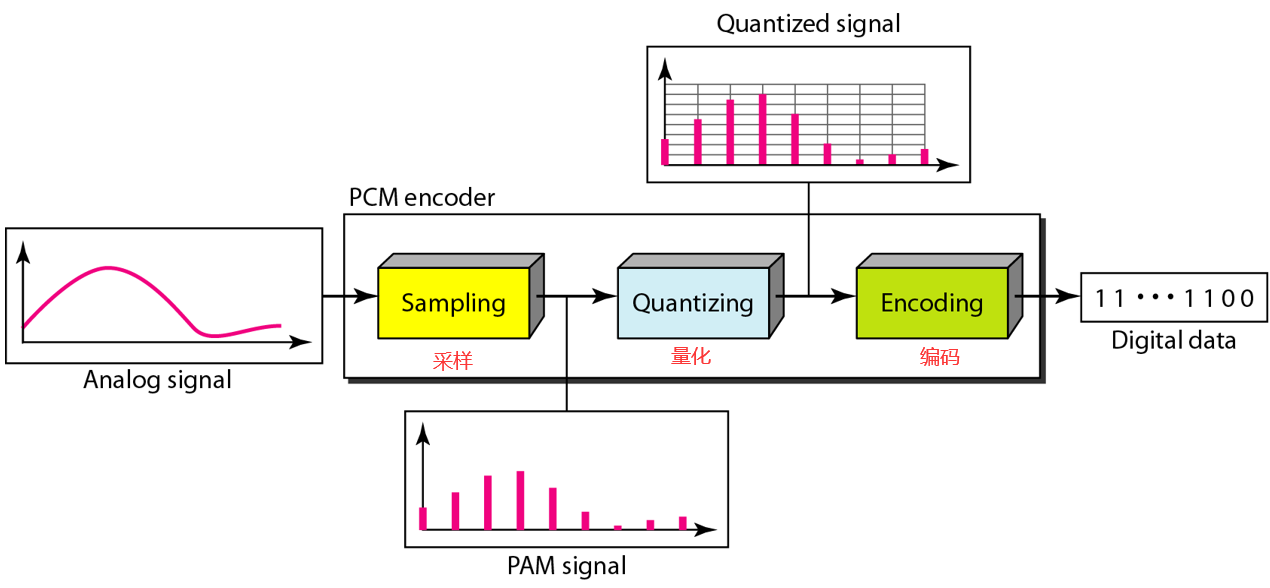 Quantized signal
PCM encoder
Sampling
Quantizing
Encoding
采样
量化
编码
11 ••• 1100
Digital data
Analog signal
PAM signal